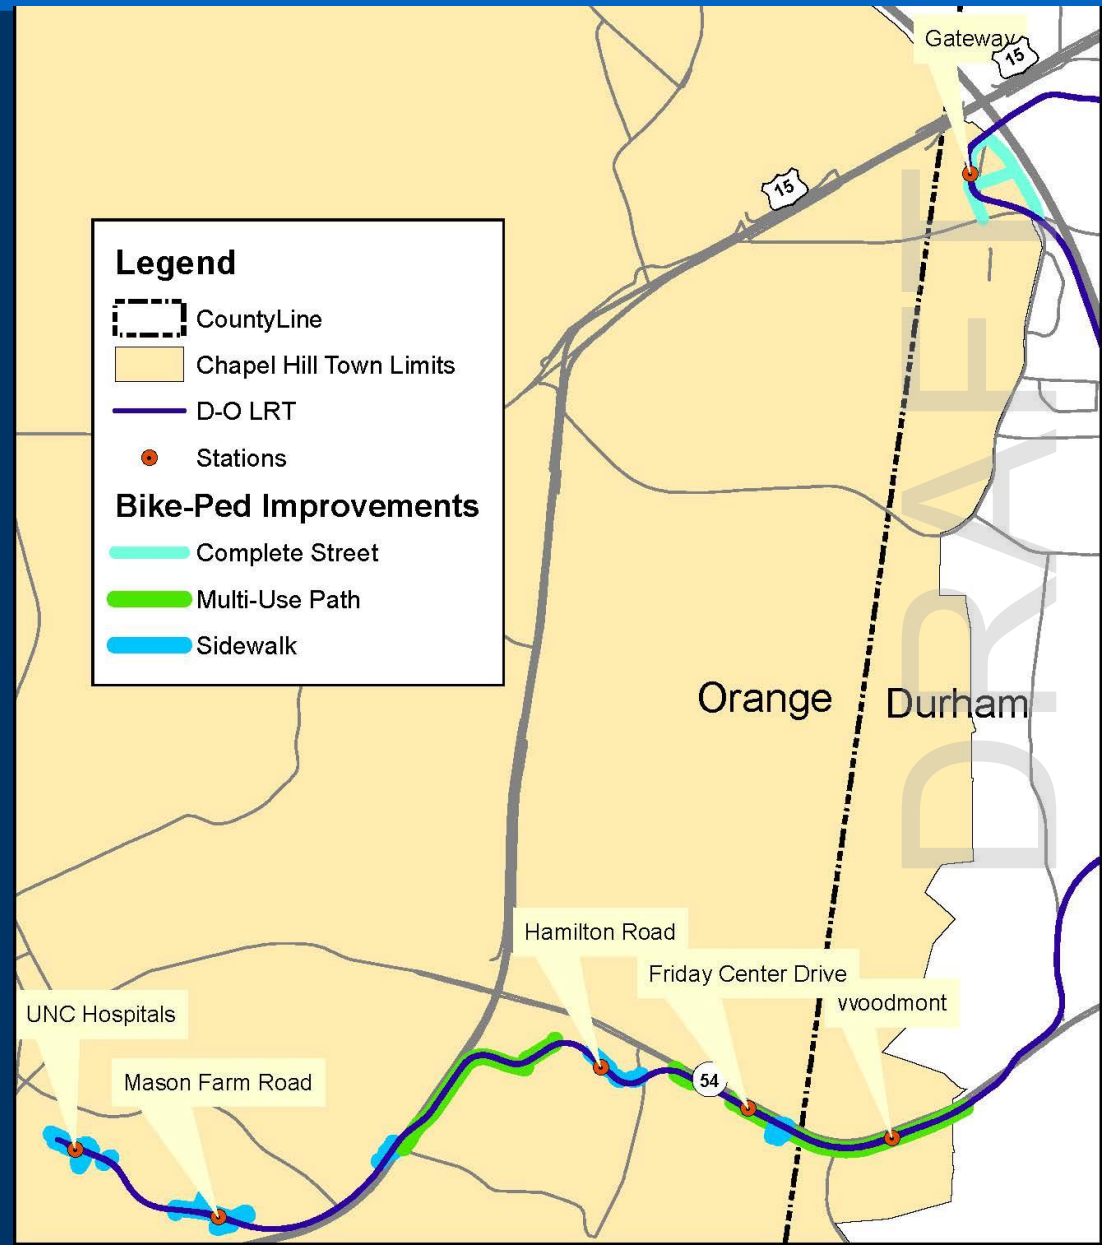 Gateway
15
15
Legend
CountyLine
Chapel Hill Town Limits
D-O LRT
Stations
Bike-Ped Improvements
Complete Street
Multi-Use Path
Sidewalk
DRAFT
Orange
Durham
Hamilton Road
Friday Center Drive
Woodmont
UNC Hospitals
Mason Farm Road
54